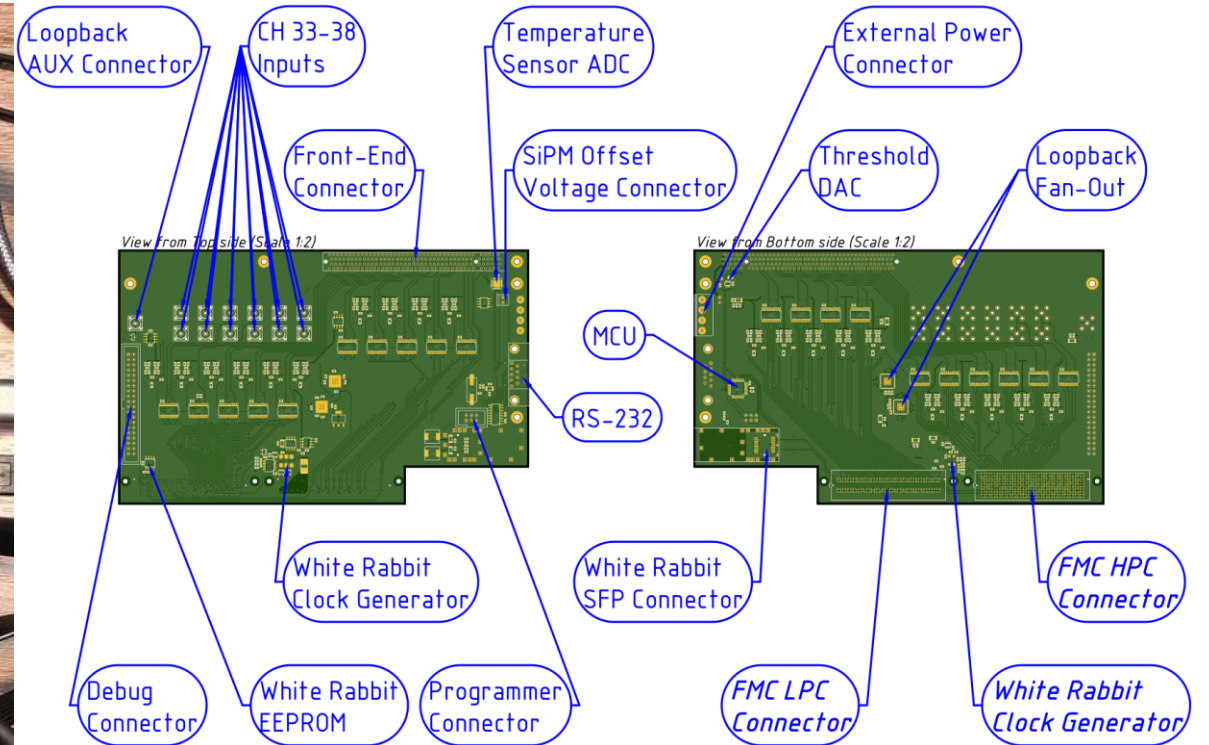 Loopback
AUX Connector
CH 33-38
Inputs
Temperature
Sensor ADC
External Power
Connector
Front-End
Connector
SiPM Offset
Voltage Connector
Threshold
DAC
Loopback
Fan-Out
View from Top side (Scale 1:2)
View from Bottom side (Scale 1:2)
MCU
RS-232
White Rabbit
Clock Generator
White Rabbit
SFP Connector
FMC HPC
Connector
Debug
Connector
White Rabbit
EEPROM
Programmer
Connector
FMC LPC
Connector
White Rabbit
Clock Generator